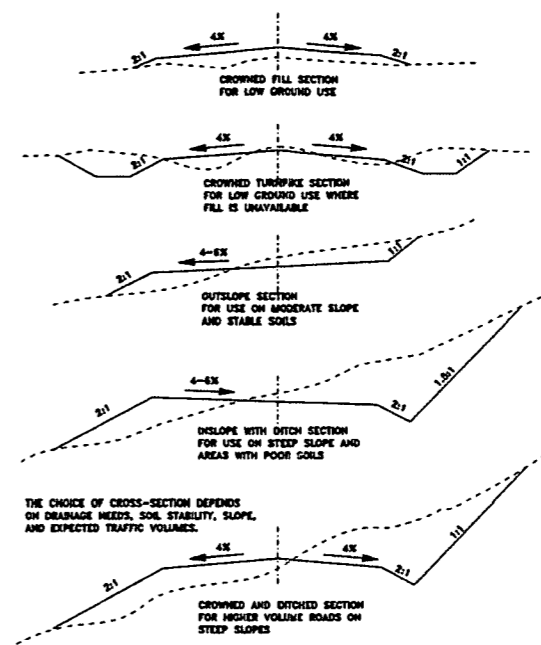 4% 4%
2:1 2:1
CROWNED FILL SECTION
FOR LOW GROUND USE
4% 4%
2:1 2:1 1:1
CROWNED TURNPIKE SECTION
FOR LOW GROUND USE WHERE
FILL IS UNAVAILABLE
4-6%
2:1 1:1
OUTSLOPE SECTION
FOR USE ON MODERATE SLOPE
AND STABLE SOILS
4-6%
2:1 2:1 1.5:1
INSLOPE WITH DITCH SECTION
FOR USE ON STEEP SLOPE AND
AREAS WITH POOR SOILS
THE CHOICE OF CROSS-SECTION DEPENDS
ON DRAINAGE NEEDS, SOIL STABILITY, SLOPE,
AND EXPECTED TRAFFIC VOLUMES.
4% 4%
2:1 2:1 1:1
CROWNED AND DITCHED SECTION
FOR HIGHER VOLUME ROADS ON
STEEP SLOPES